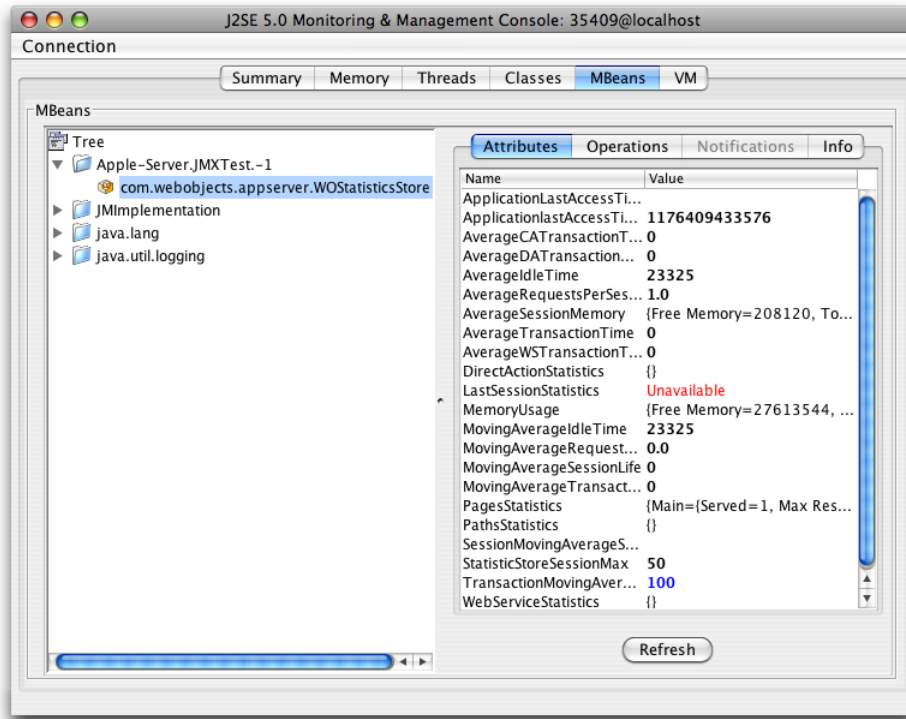 J2SE 5.0 Monitoring & Management Console: 35409@localhost
Connection
Summary Memory Threads Classes MBeans VM
MBeans
Tree
Apple-Server.JMXTest.-1
com.webobjects.appserver.WOStatisticsStore
JMImplementation
java.lang
java.util.logging
Attributes Operations Notifications Info
Name Value
ApplicationLastAccessTi...
ApplicationlastAccessTi... 1176409433576
AverageCATransactionT... 0
AverageDATransaction... 0
AverageIdleTime 23325
AverageRequestsPerSes... 1.0
AverageSessionMemory {Free Memory=208120, To...
AverageTransactionTime 0
AverageWSTransactionT... 0
DirectActionStatistics {}
LastSessionStatistics Unavailable
MemoryUsage {Free Memory=27613544, ...
MovingAverageIdleTime 23325
MovingAverageRequest... 0.0
MovingAverageSessionLife 0
MovingAverageTransact... 0
PagesStatistics {Main={Served=1, Max Res...
PathsStatistics {}
SessionMovingAverageS...
StatisticStoreSessionMax 50
TransactionMovingAver... 100
WebServiceStatistics {}
Refresh